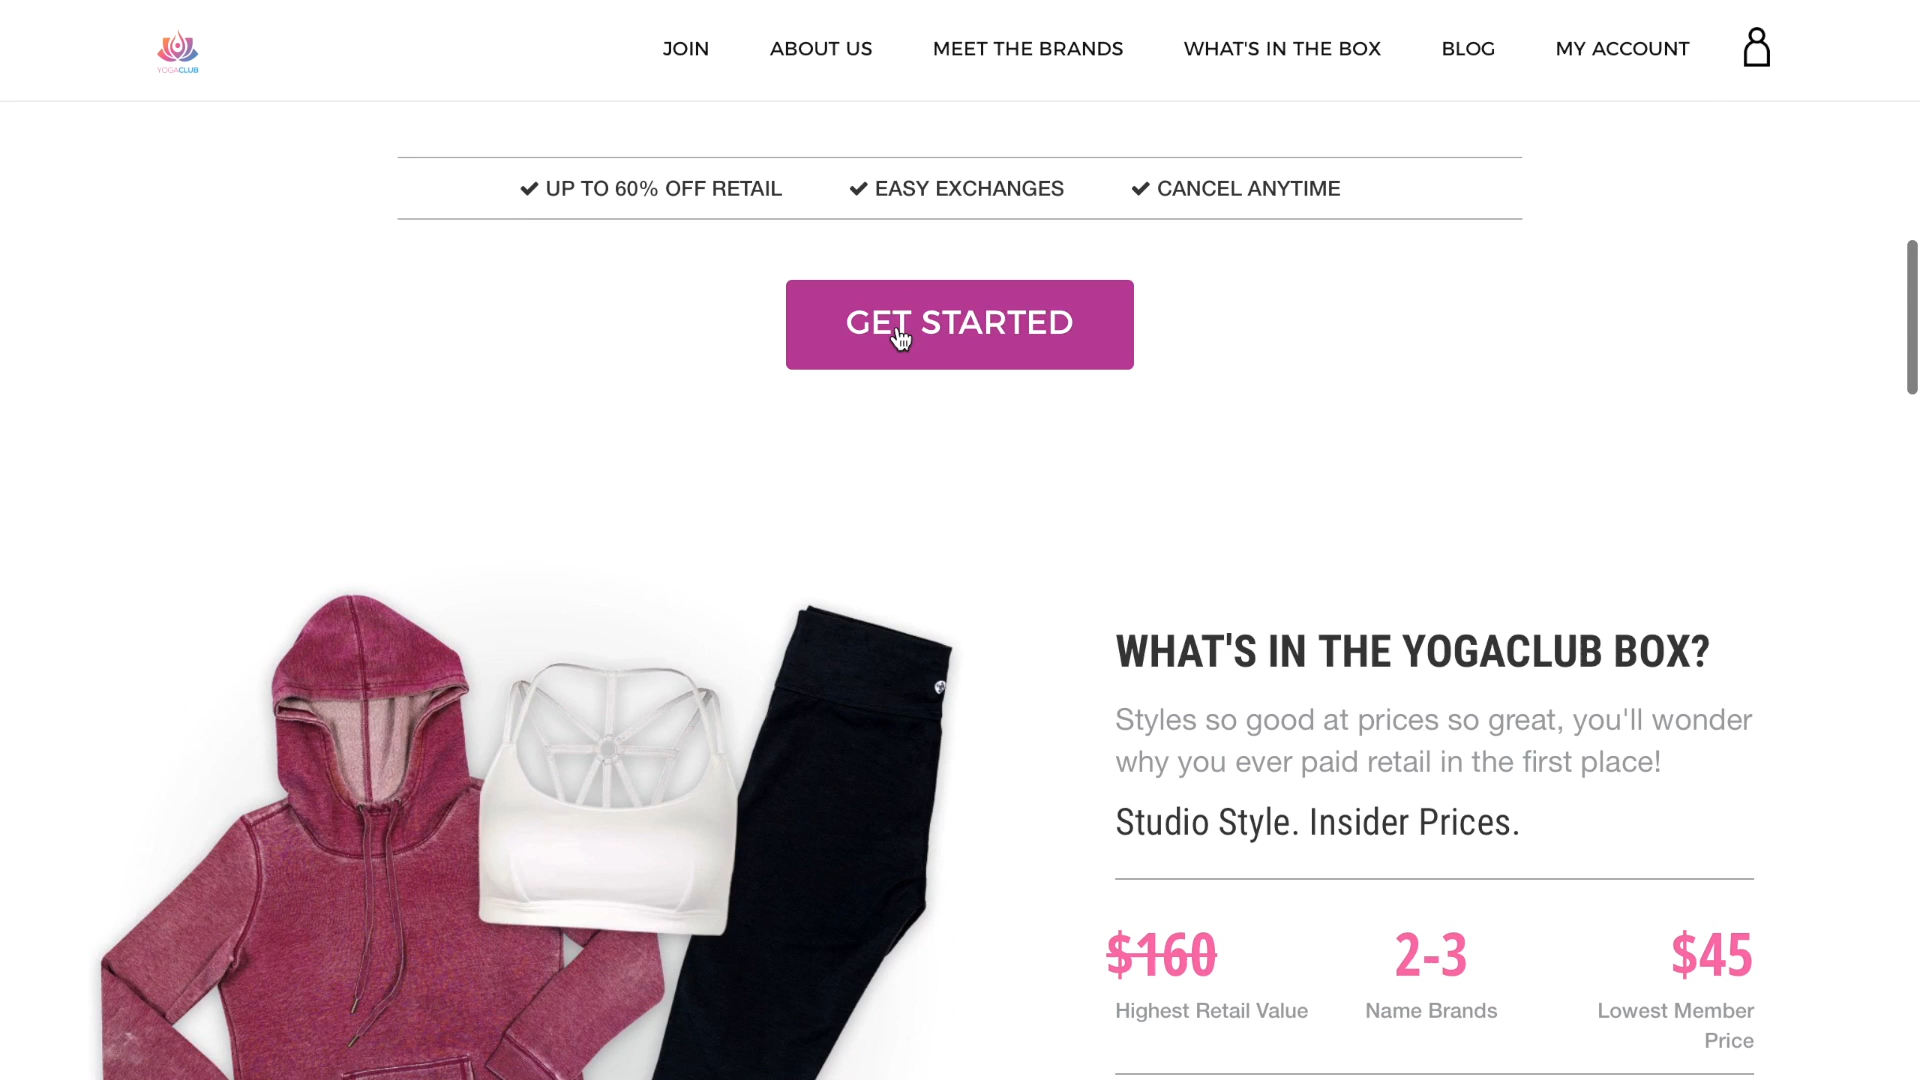 YOGACLUB
JOIN
ABOUT US
MEET THE BRANDS
WHAT'S IN THE BOX
BLOG
MY ACCOUNT
UP TO 60% OFF RETAIL
EASY EXCHANGES
CANCEL ANYTIME
GET STARTED
WHAT'S IN THE YOGACLUB BOX?
Styles so good at prices so great, you'll wonder
why you ever paid retail in the first place!
Studio Style. Insider Prices.
$160
Highest Retail Value
2-3
Name Brands
$45
Lowest Member
Price